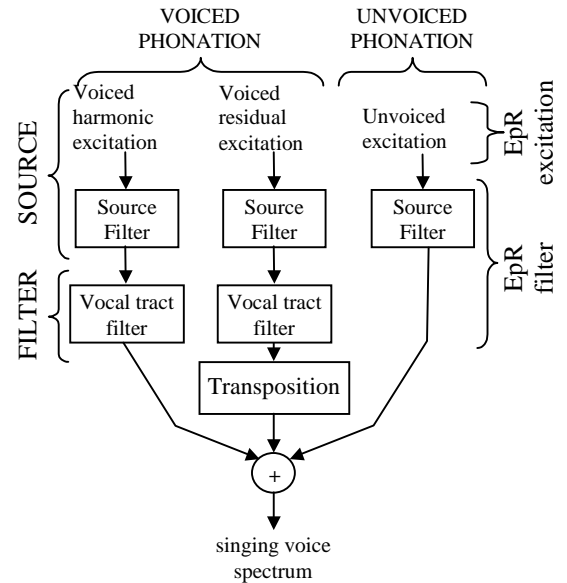 VOICED
PHONATION
UNVOICED
PHONATION
Voiced
harmonic
excitation
Voiced
residual
excitation
Unvoiced
excitation
EpR
excitation
SOURCE
Source
Filter
Source
Filter
Source
Filter
EpR
filter
FILTER
Vocal tract
filter
Vocal tract
filter
Transposition
+
singing voice
spectrum